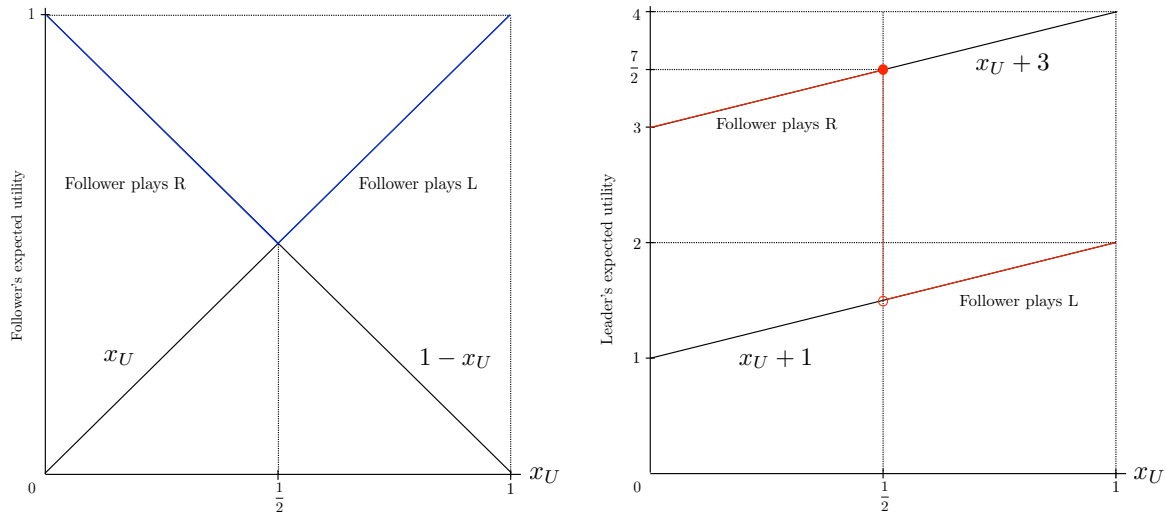 1
Follower's expected utility
Follower plays R
Follower plays L
x_U
1 − x_U
0
1/2
1
x_U
4
7/2
3
2
1
Leader's expected utility
x_U + 3
Follower plays R
Follower plays L
x_U + 1
0
1/2
1
x_U